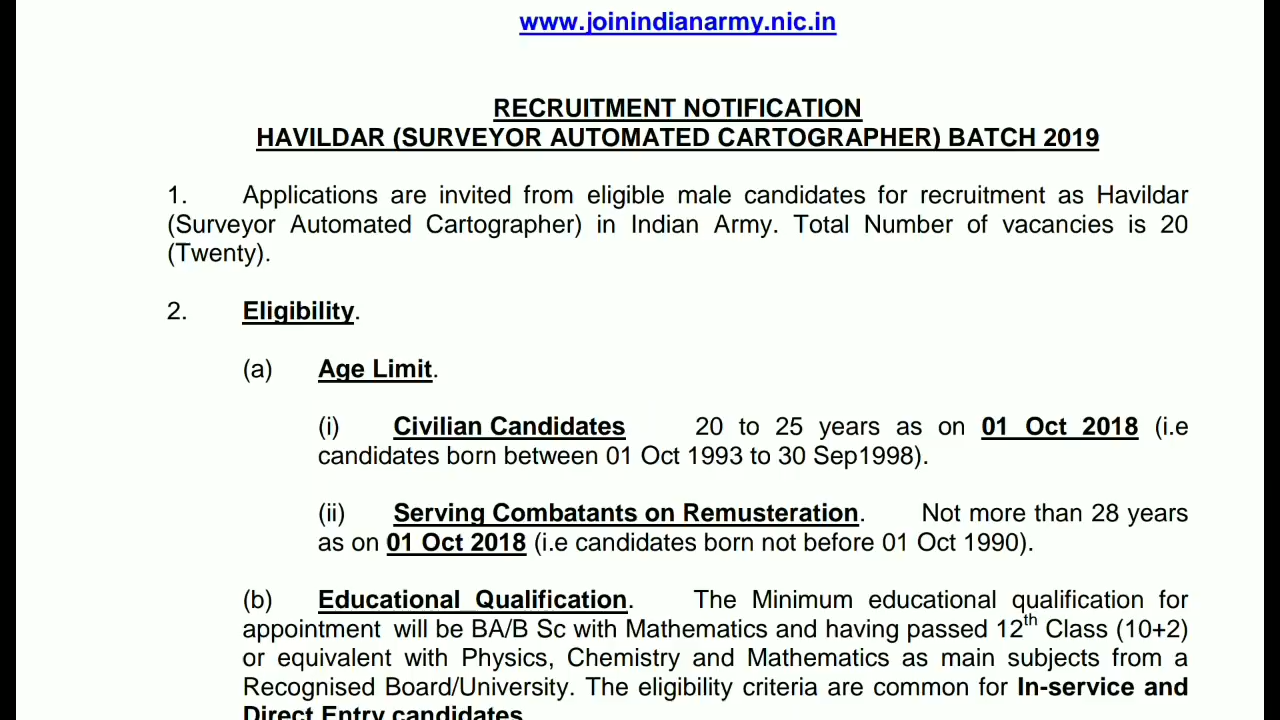 www.joinindianarmy.nic.in
RECRUITMENT NOTIFICATION
HAVILDAR (SURVEYOR AUTOMATED CARTOGRAPHER) BATCH 2019
1. Applications are invited from eligible male candidates for recruitment as Havildar
(Surveyor Automated Cartographer) in Indian Army. Total Number of vacancies is 20
(Twenty).
2. Eligibility.
(a) Age Limit.
(i) Civilian Candidates 20 to 25 years as on 01 Oct 2018 (i.e
candidates born between 01 Oct 1993 to 30 Sep1998).
(ii) Serving Combatants on Remusteration. Not more than 28 years
as on 01 Oct 2018 (i.e candidates born not before 01 Oct 1990).
(b) Educational Qualification. The Minimum educational qualification for
appointment will be BA/B Sc with Mathematics and having passed 12th Class (10+2)
or equivalent with Physics, Chemistry and Mathematics as main subjects from a
Recognised Board/University. The eligibility criteria are common for In-service and
Direct Entry candidates.